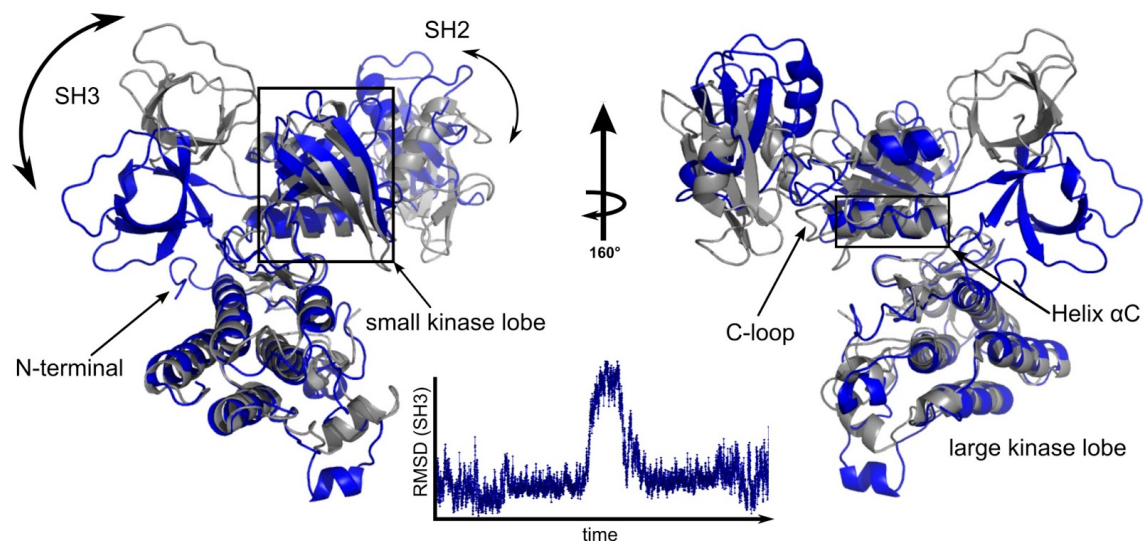 SH3
SH2
small kinase lobe
N-terminal
160°
C-loop
Helix αC
large kinase lobe
RMSD (SH3)
time